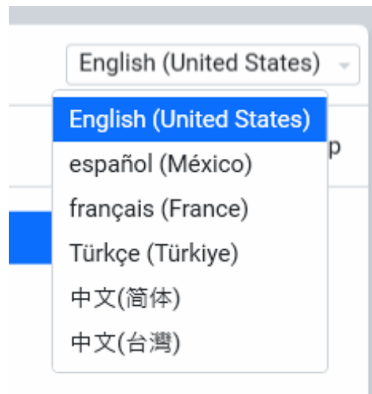 English (United States)
English (United States)
p
español (México)
français (France)
Türkçe (Türkiye)
中文(简体)
中文(台灣)